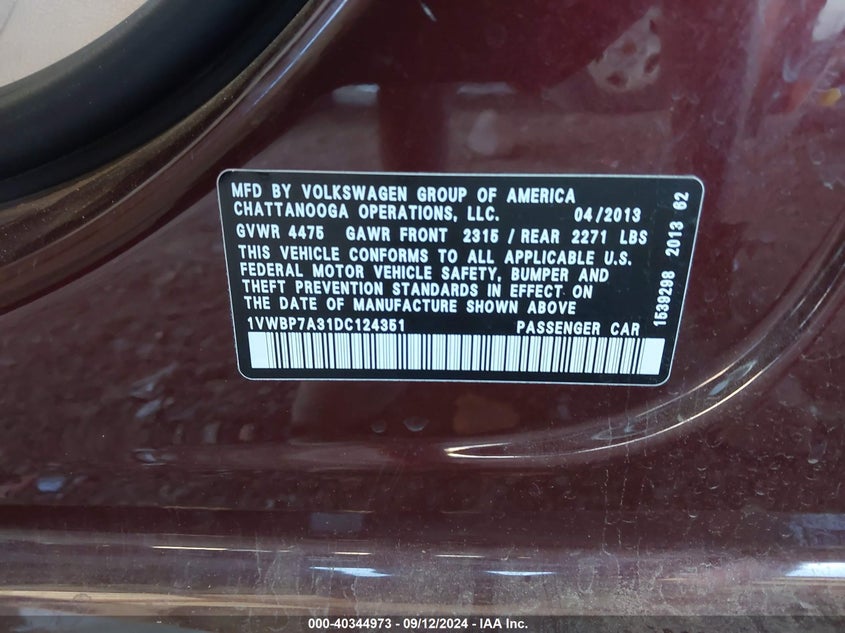 MFD BY VOLKSWAGEN GROUP OF AMERICA
CHATTANOOGA OPERATIONS, LLC. 04/2013
GVWR 4475 GAWR FRONT 2315 / REAR 2271 LBS
THIS VEHICLE CONFORMS TO ALL APPLICABLE U.S.
FEDERAL MOTOR VEHICLE SAFETY, BUMPER AND
THEFT PREVENTION STANDARDS IN EFFECT ON
THE DATE OF MANUFACTURE SHOWN ABOVE
1VWBP7A31DC124351 PASSENGER CAR
1539298 2013 62
000-40344973 - 09/12/2024 - IAA Inc.